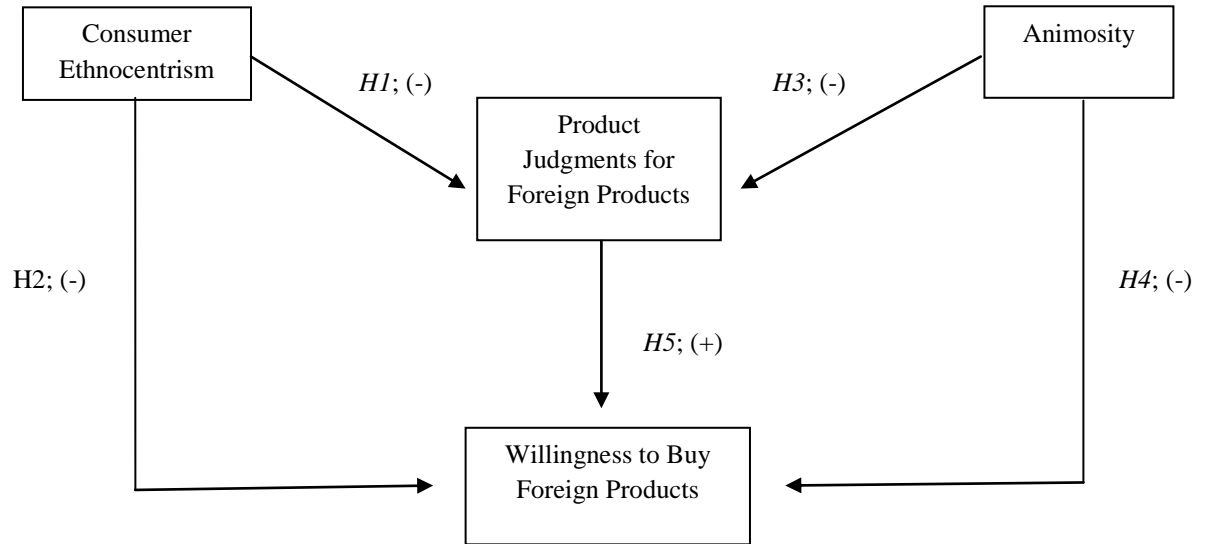 Consumer
Ethnocentrism
Animosity
H1; (-)
H3; (-)
Product
Judgments for
Foreign Products
H2; (-)
H4; (-)
H5; (+)
Willingness to Buy
Foreign Products